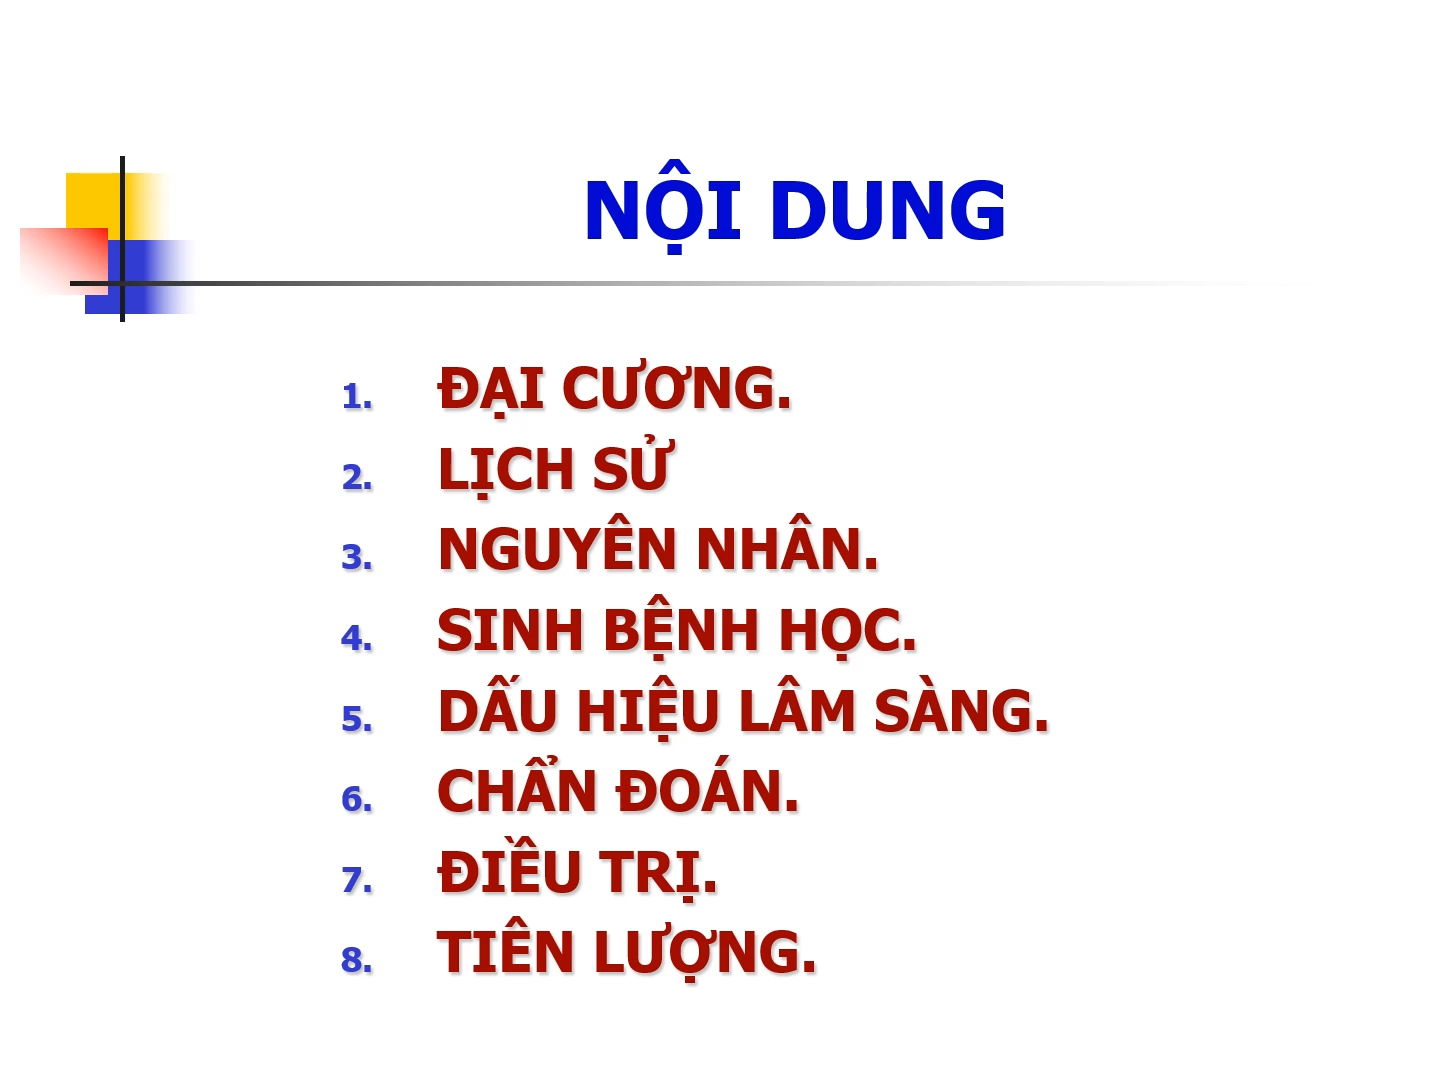 NỘI DUNG
1. ĐẠI CƯƠNG.
2. LỊCH SỬ
3. NGUYÊN NHÂN.
4. SINH BỆNH HỌC.
5. DẤU HIỆU LÂM SÀNG.
6. CHẨN ĐOÁN.
7. ĐIỀU TRỊ.
8. TIÊN LƯỢNG.